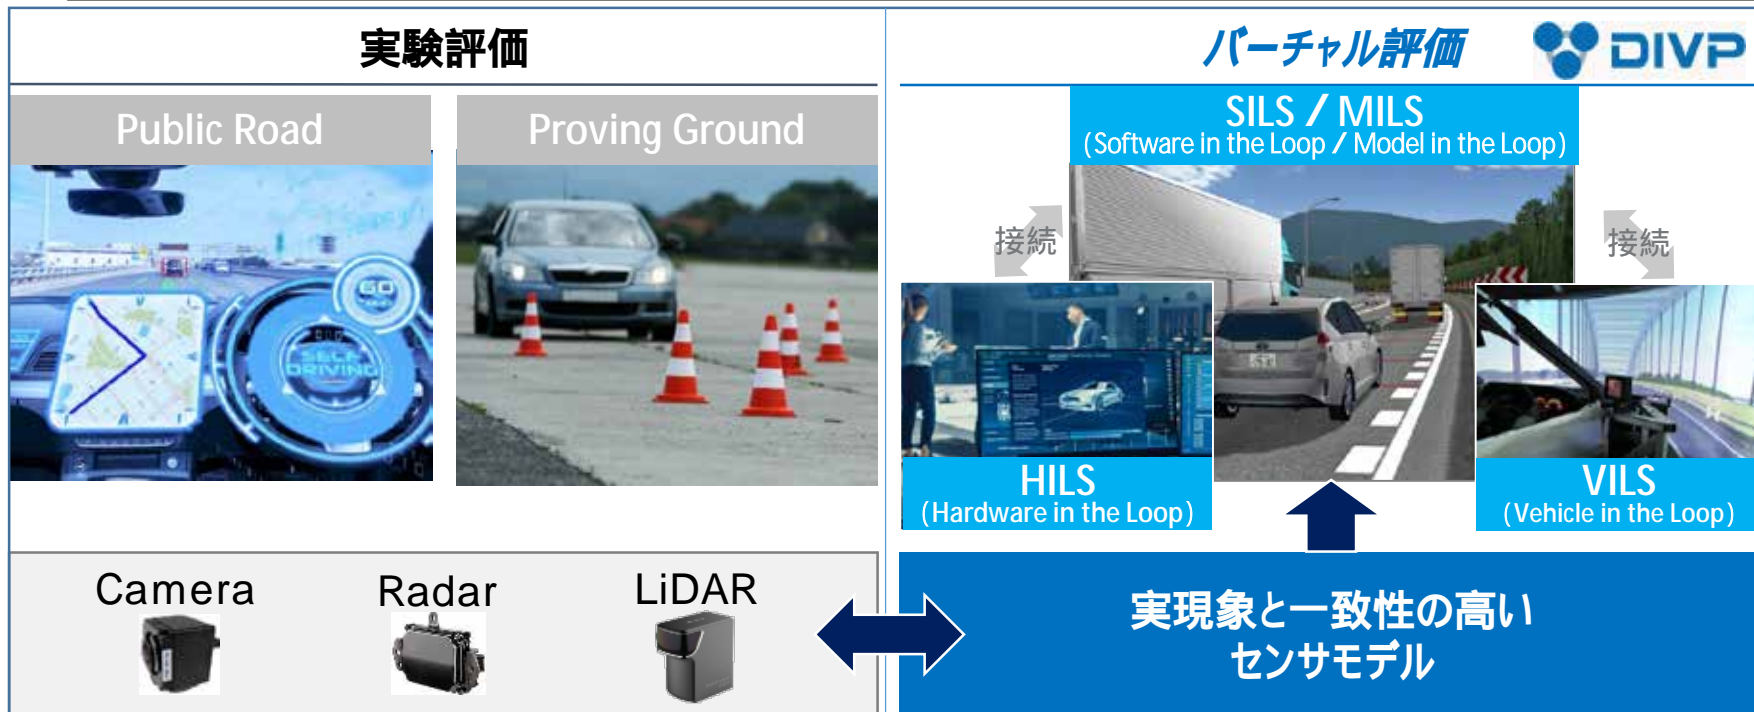 実験評価
バーチャル評価
DIVP
Public Road
Proving Ground
SILS / MILS
(Software in the Loop / Model in the Loop)
接続
接続
60
SELF
DRIVING
HILS
(Hardware in the Loop)
VILS
(Vehicle in the Loop)
Camera
Radar
LiDAR
実現象と一致性の高い
センサモデル